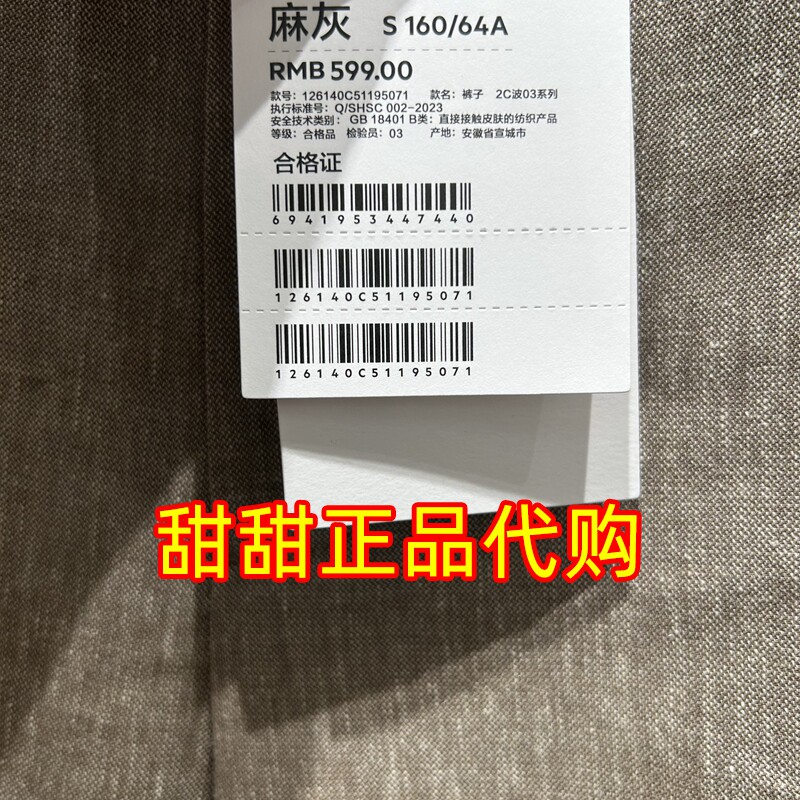 麻灰 S 160/64A
RMB 599.00
款号：126140C51195071 款名：裤子 2C波03系列
执行标准号：Q/SHSC 002-2023
安全技术类别： GB 18401 B类：直接接触皮肤的纺织产品
等级：合格品 检验员：03 产地：安徽省宣城市
合格证
6941953447440
126140C51195071
126140C51195071
甜甜正品代购